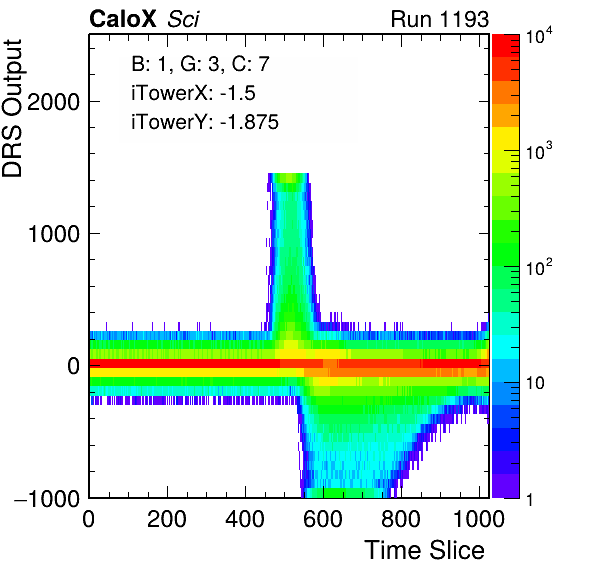 CaloX Sci Run 1193
10^4
DRS Output
B: 1, G: 3, C: 7
iTowerX: -1.5
iTowerY: -1.875
2000
10^3
1000
10^2
0
10
−1000
1
0 200 400 600 800 1000
Time Slice